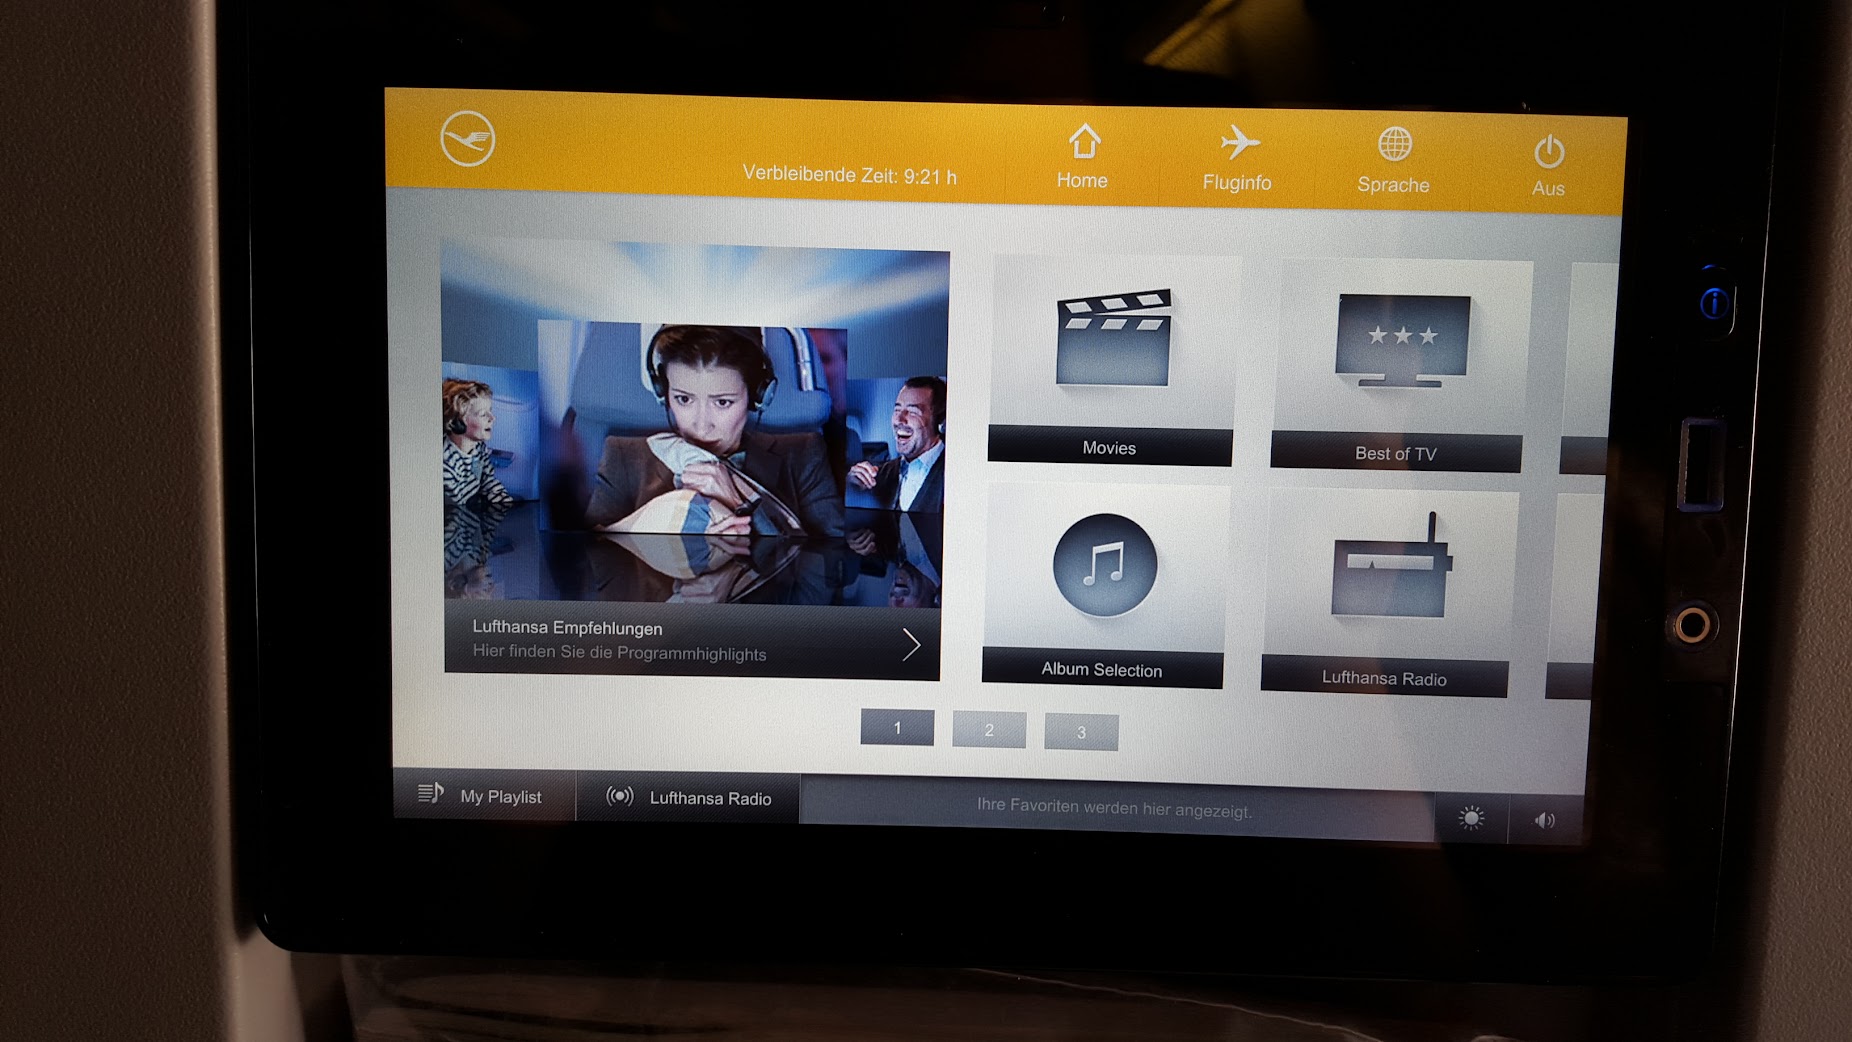 Verbleibende Zeit: 9:21 h
Home
Fluginfo
Sprache
Aus
Movies
Best of TV
Lufthansa Empfehlungen
Hier finden Sie die Programmhighlights
Album Selection
Lufthansa Radio
1
2
3
My Playlist
Lufthansa Radio
Ihre Favoriten werden hier angezeigt.